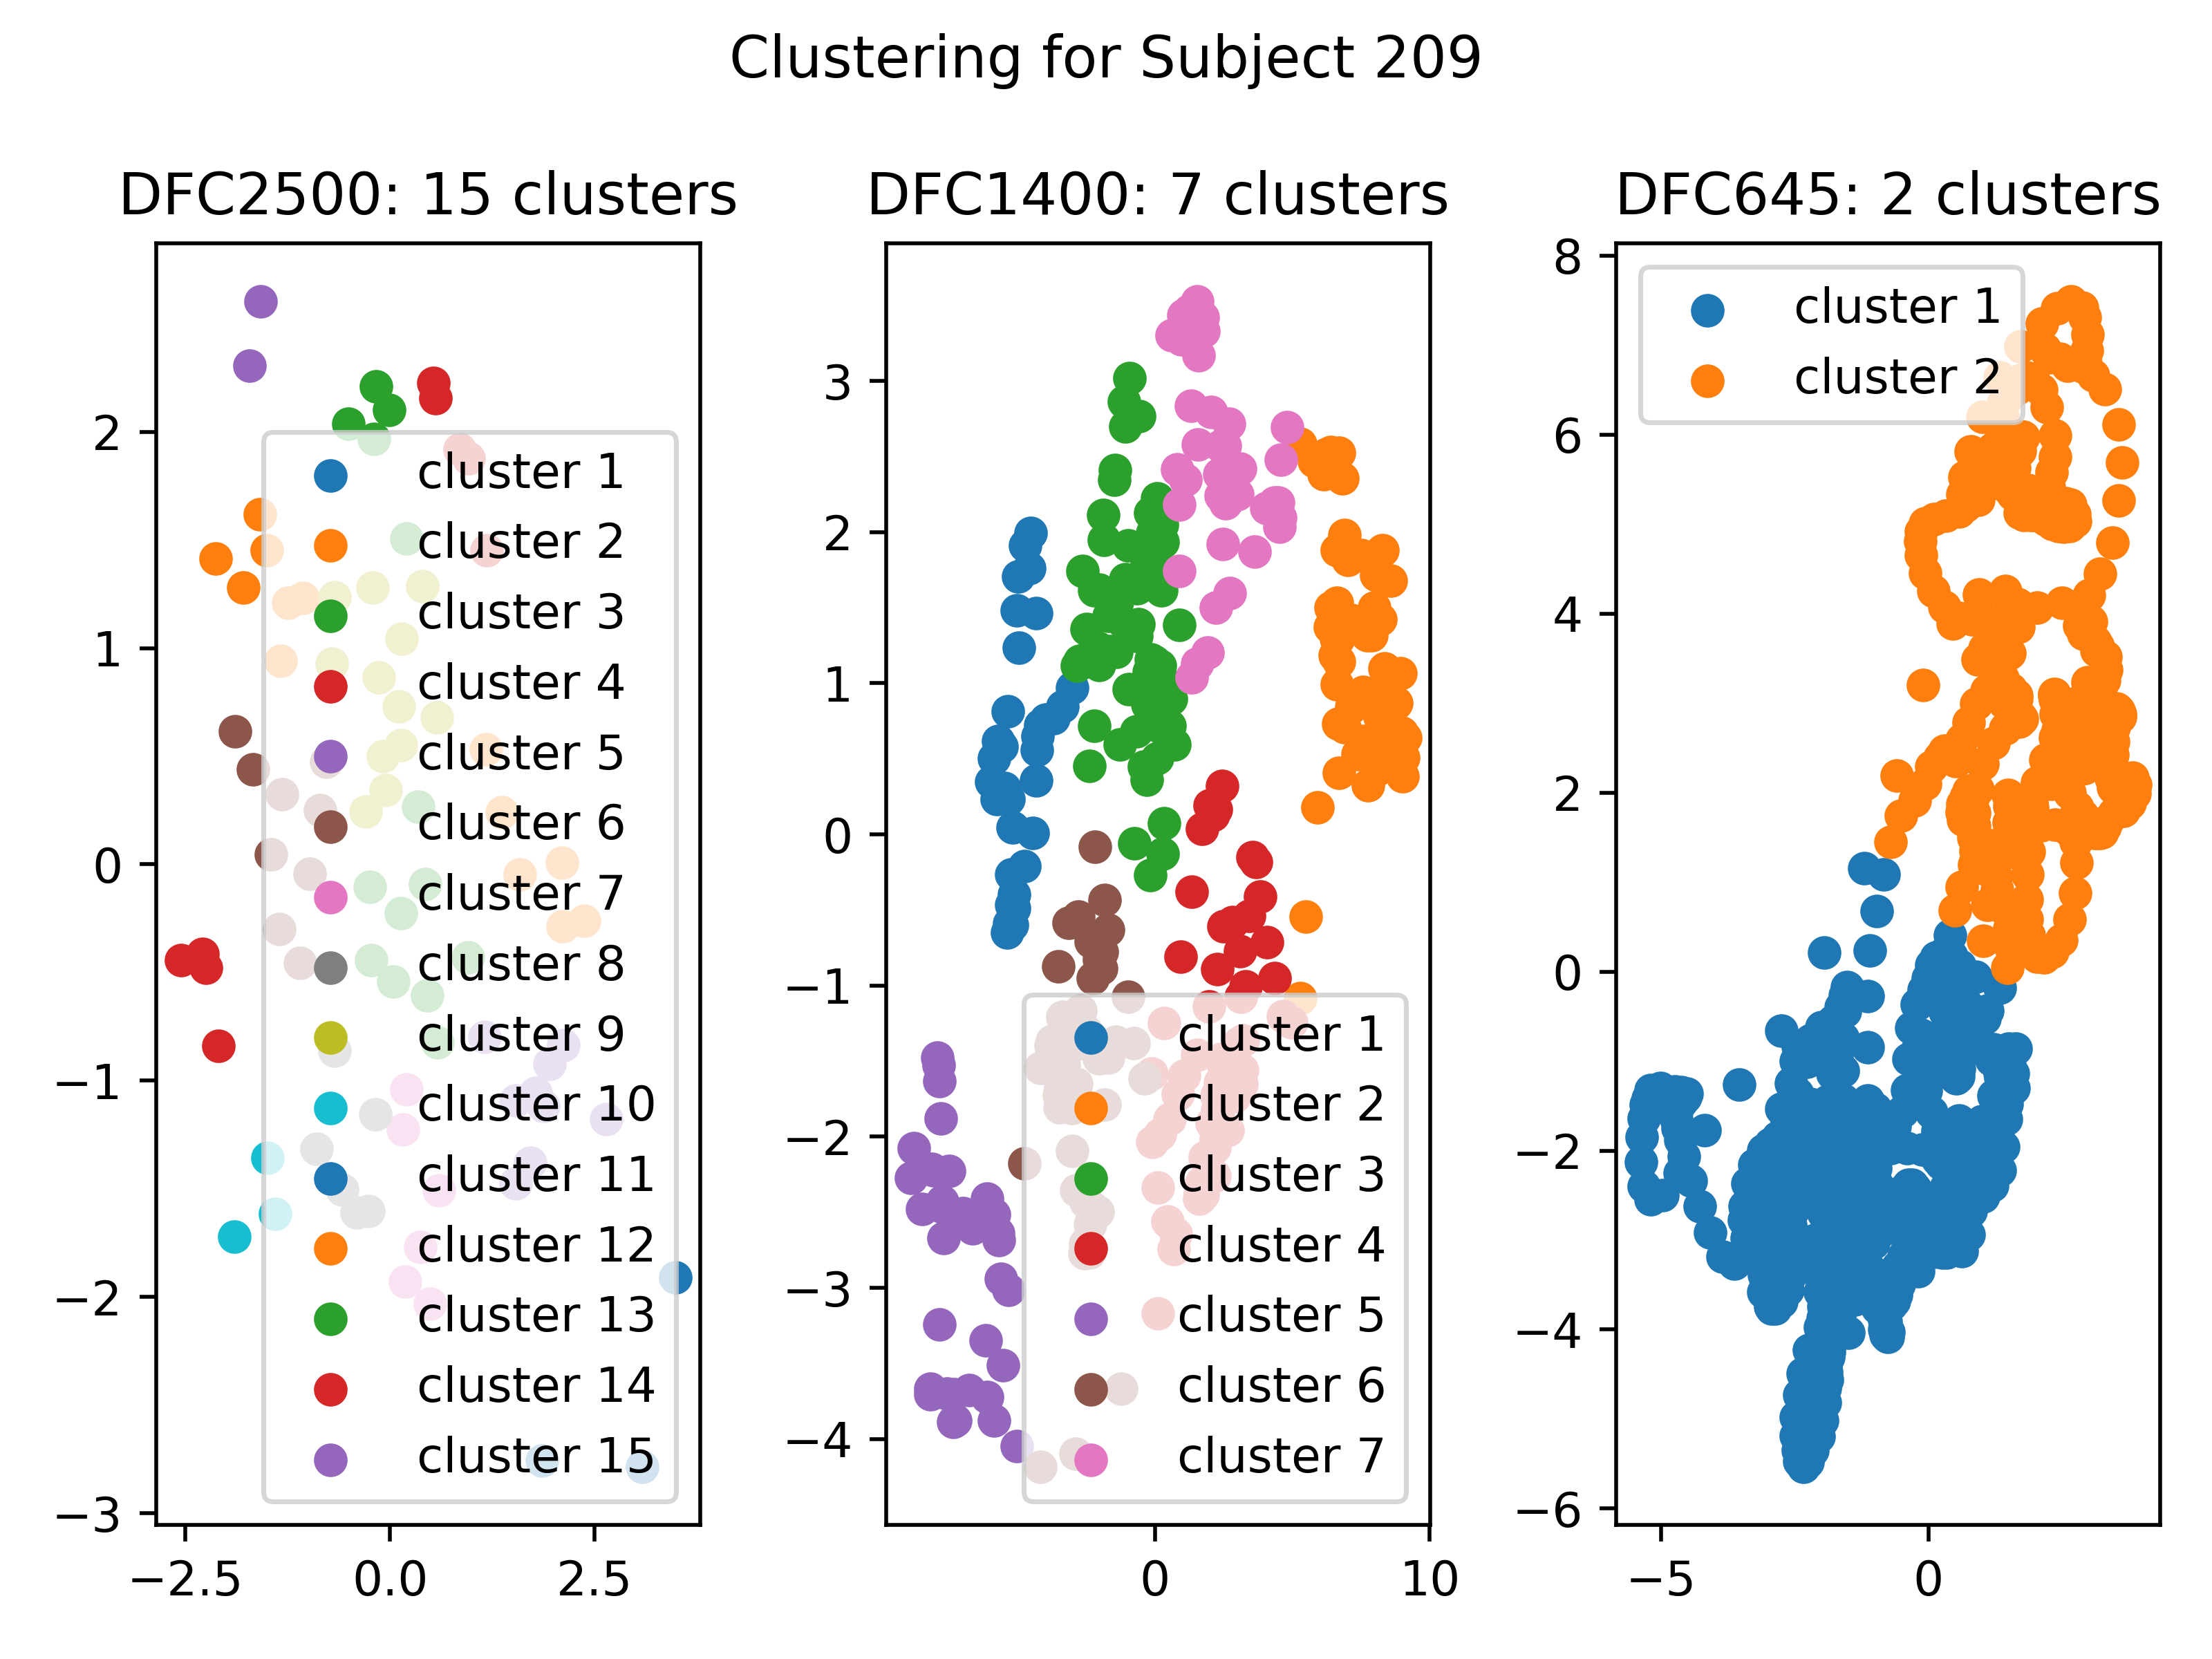 Clustering for Subject 209
DFC2500: 15 clusters
2
1
0
−1
−2
−3
−2.5
0.0
2.5
cluster 1
cluster 2
cluster 3
cluster 4
cluster 5
cluster 6
cluster 7
cluster 8
cluster 9
cluster 10
cluster 11
cluster 12
cluster 13
cluster 14
cluster 15
DFC1400: 7 clusters
3
2
1
0
−1
−2
−3
−4
0
10
cluster 1
cluster 2
cluster 3
cluster 4
cluster 5
cluster 6
cluster 7
DFC645: 2 clusters
8
6
4
2
0
−2
−4
−6
−5
0
cluster 1
cluster 2